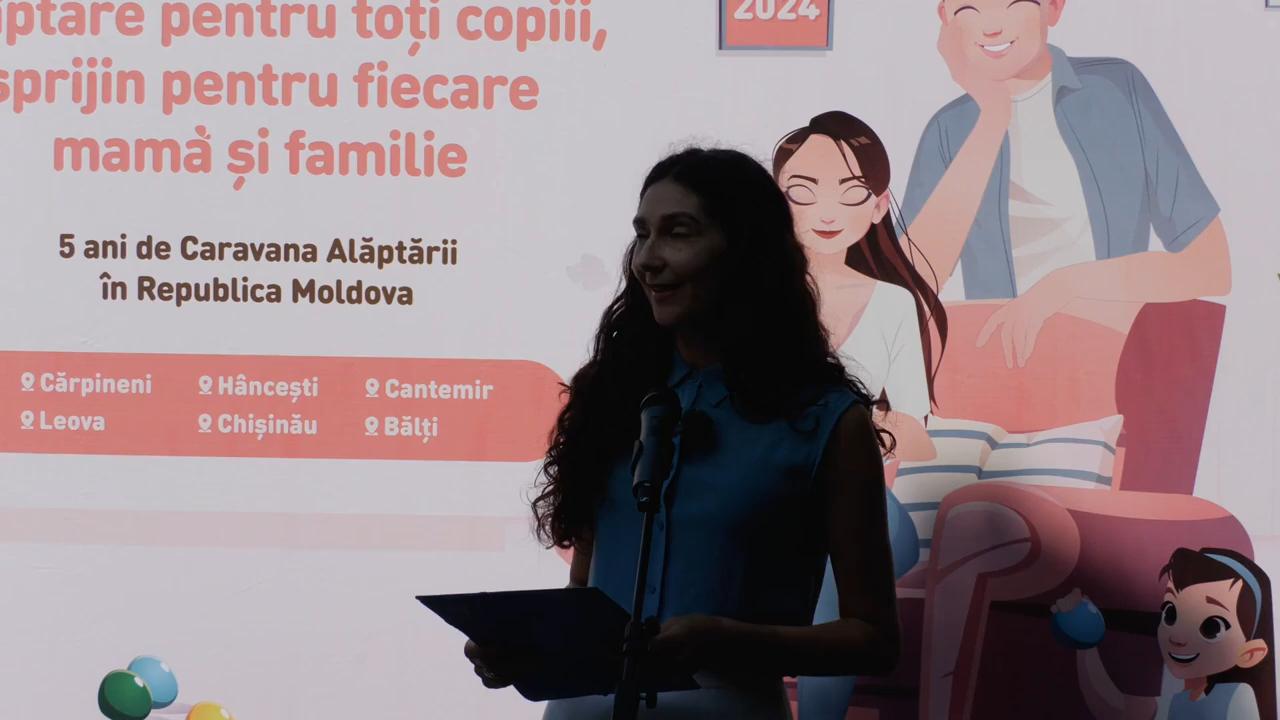 ptare pentru toți copiii,
sprijin pentru fiecare
mamă și familie
2024
5 ani de Caravana Alăptării
în Republica Moldova
Cărpineni Hâncești Cantemir
Leova Chișinău Bălți